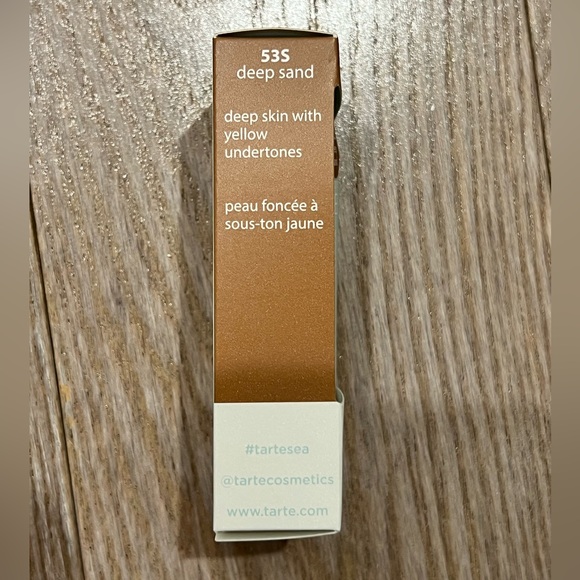 53S
deep sand
deep skin with
yellow
undertones
peau foncée à
sous-ton jaune
#tartesea
@tartecosmetics
www.tarte.com